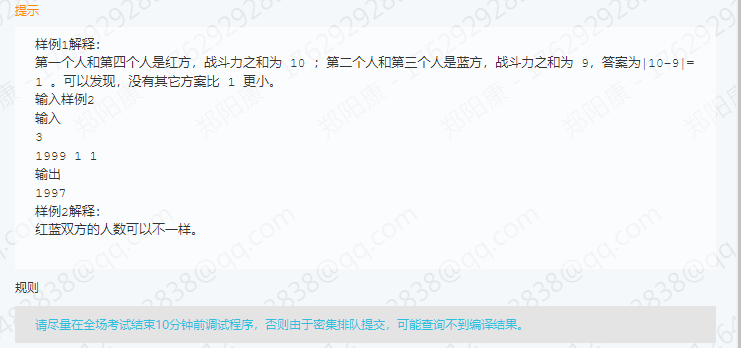 提示
样例1解释：
第一个人和第四个人是红方，战斗力之和为 10 ；第二个人和第三个人是蓝方，战斗力之和为 9，答案为|10-9|=
1 。可以发现，没有其它方案比 1 更小。
输入样例2
输入
3
1999 1 1
输出
1997
样例2解释：
红蓝双方的人数可以不一样。
规则
请尽量在全场考试结束10分钟前调试程序，否则由于密集排队提交，可能查询不到编译结果。